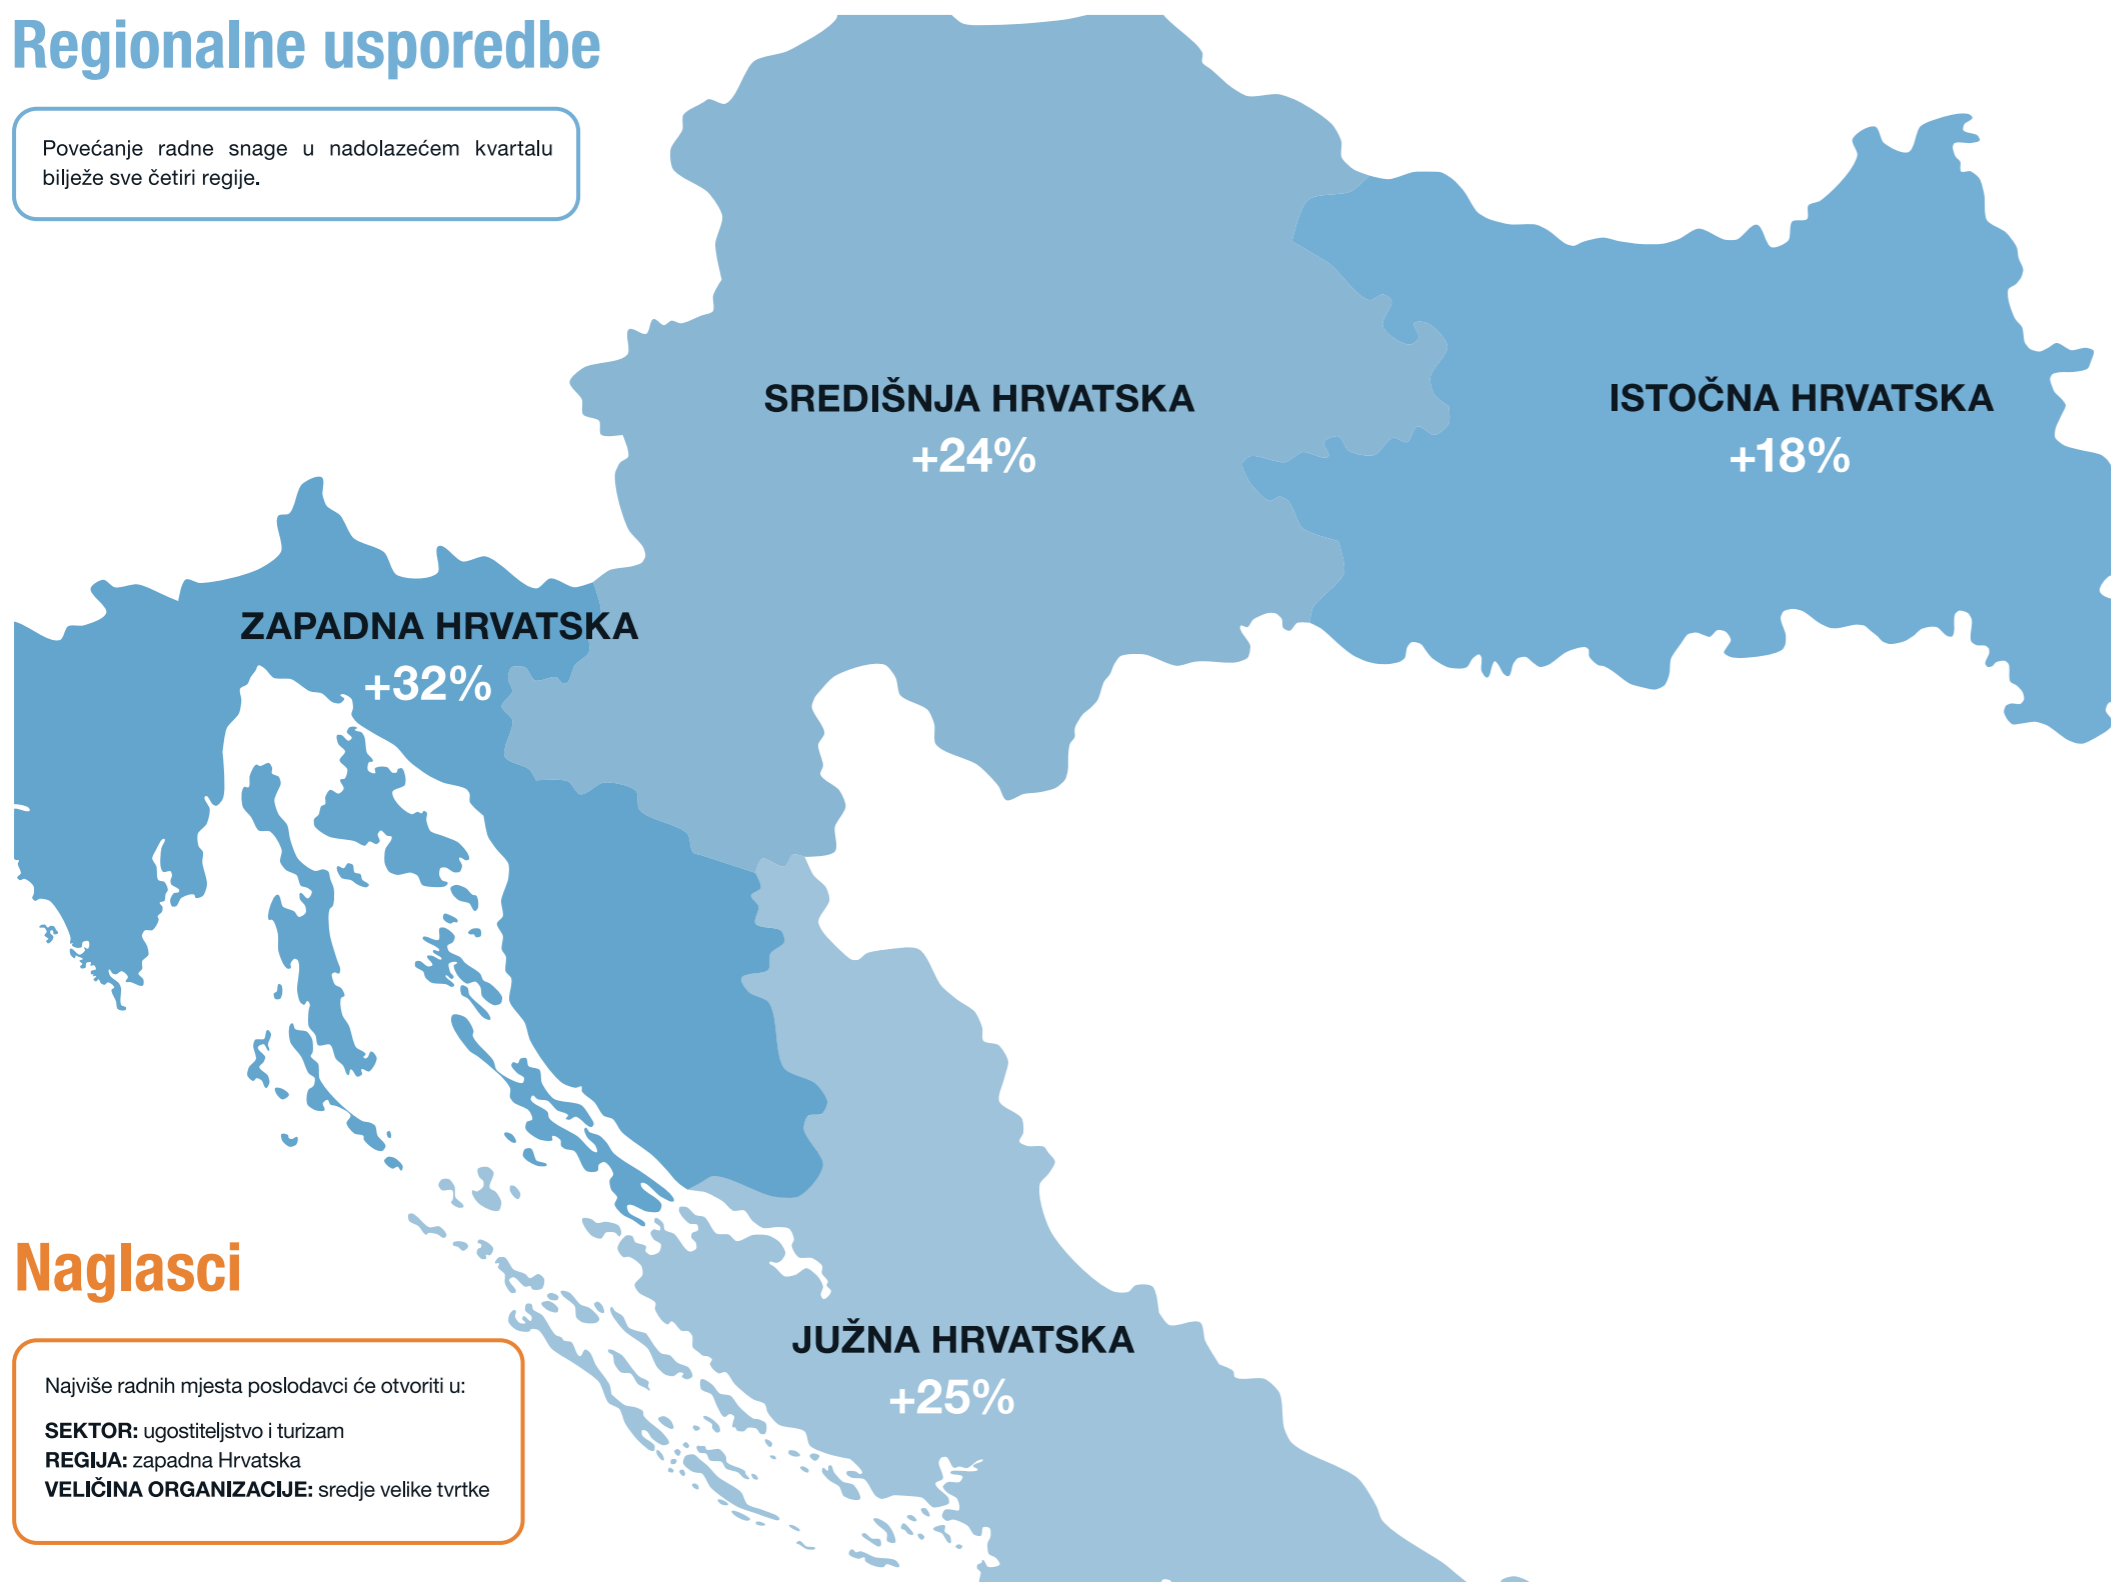 Regionalne usporedbe
Povećanje radne snage u nadolazećem kvartalu
bilježe sve četiri regije.
SREDIŠNJA HRVATSKA
+24%
ISTOČNA HRVATSKA
+18%
ZAPADNA HRVATSKA
+32%
JUŽNA HRVATSKA
+25%
Naglasci
Najviše radnih mjesta poslodavci će otvoriti u:
SEKTOR: ugostiteljstvo i turizam
REGIJA: zapadna Hrvatska
VELIČINA ORGANIZACIJE: sredje velike tvrtke